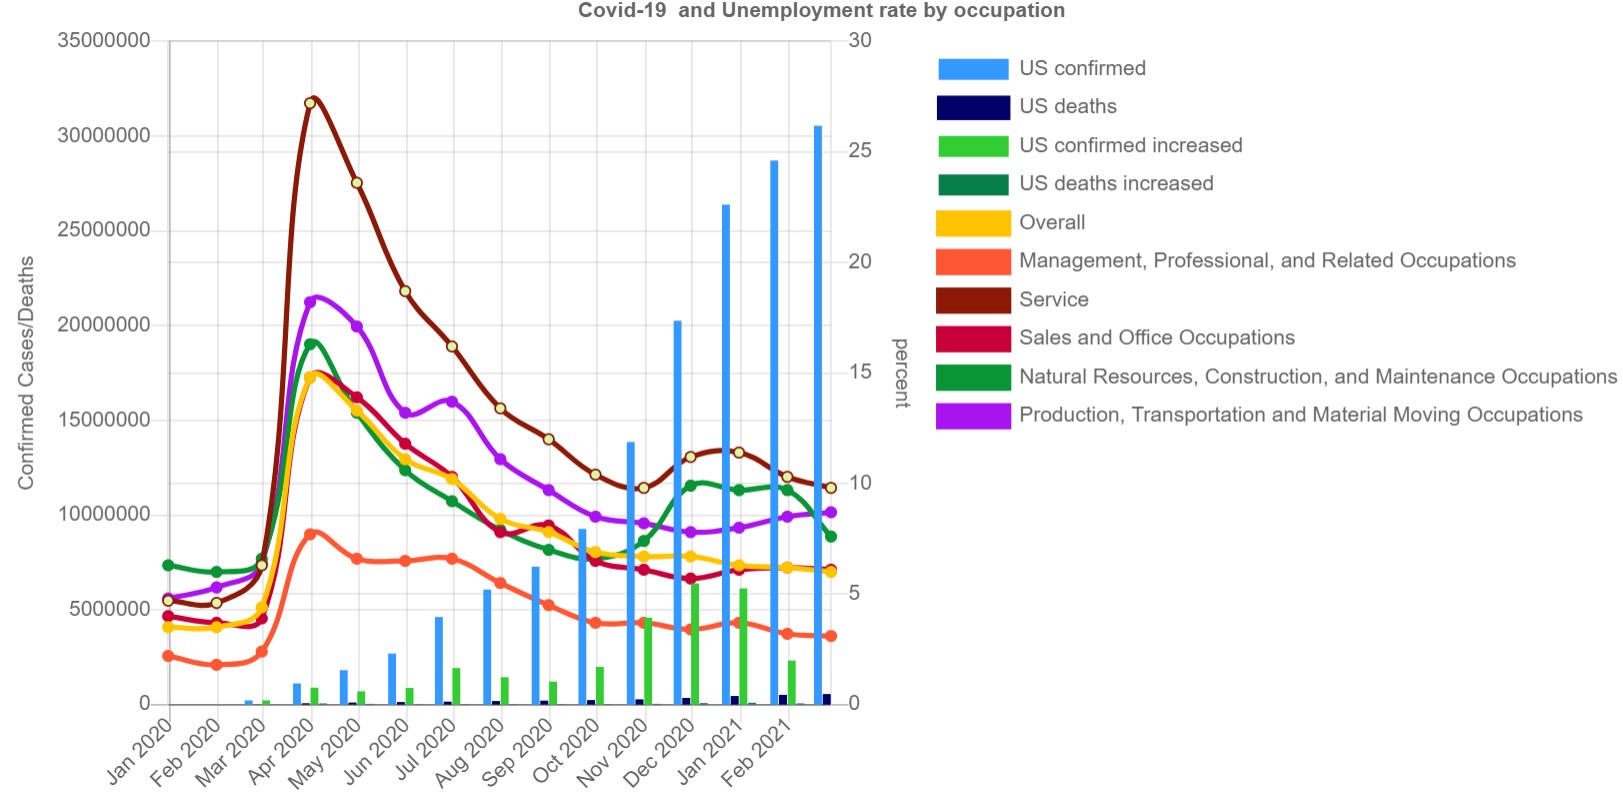 Covid-19 and Unemployment rate by occupation
35000000
30000000
25000000
20000000
15000000
10000000
5000000
0
Confirmed Cases/Deaths
30
25
20
15
10
5
0
percent
Jan 2020
Feb 2020
Mar 2020
Apr 2020
May 2020
Jun 2020
Jul 2020
Aug 2020
Sep 2020
Oct 2020
Nov 2020
Dec 2020
Jan 2021
Feb 2021
US confirmed
US deaths
US confirmed increased
US deaths increased
Overall
Management, Professional, and Related Occupations
Service
Sales and Office Occupations
Natural Resources, Construction, and Maintenance Occupations
Production, Transportation and Material Moving Occupations